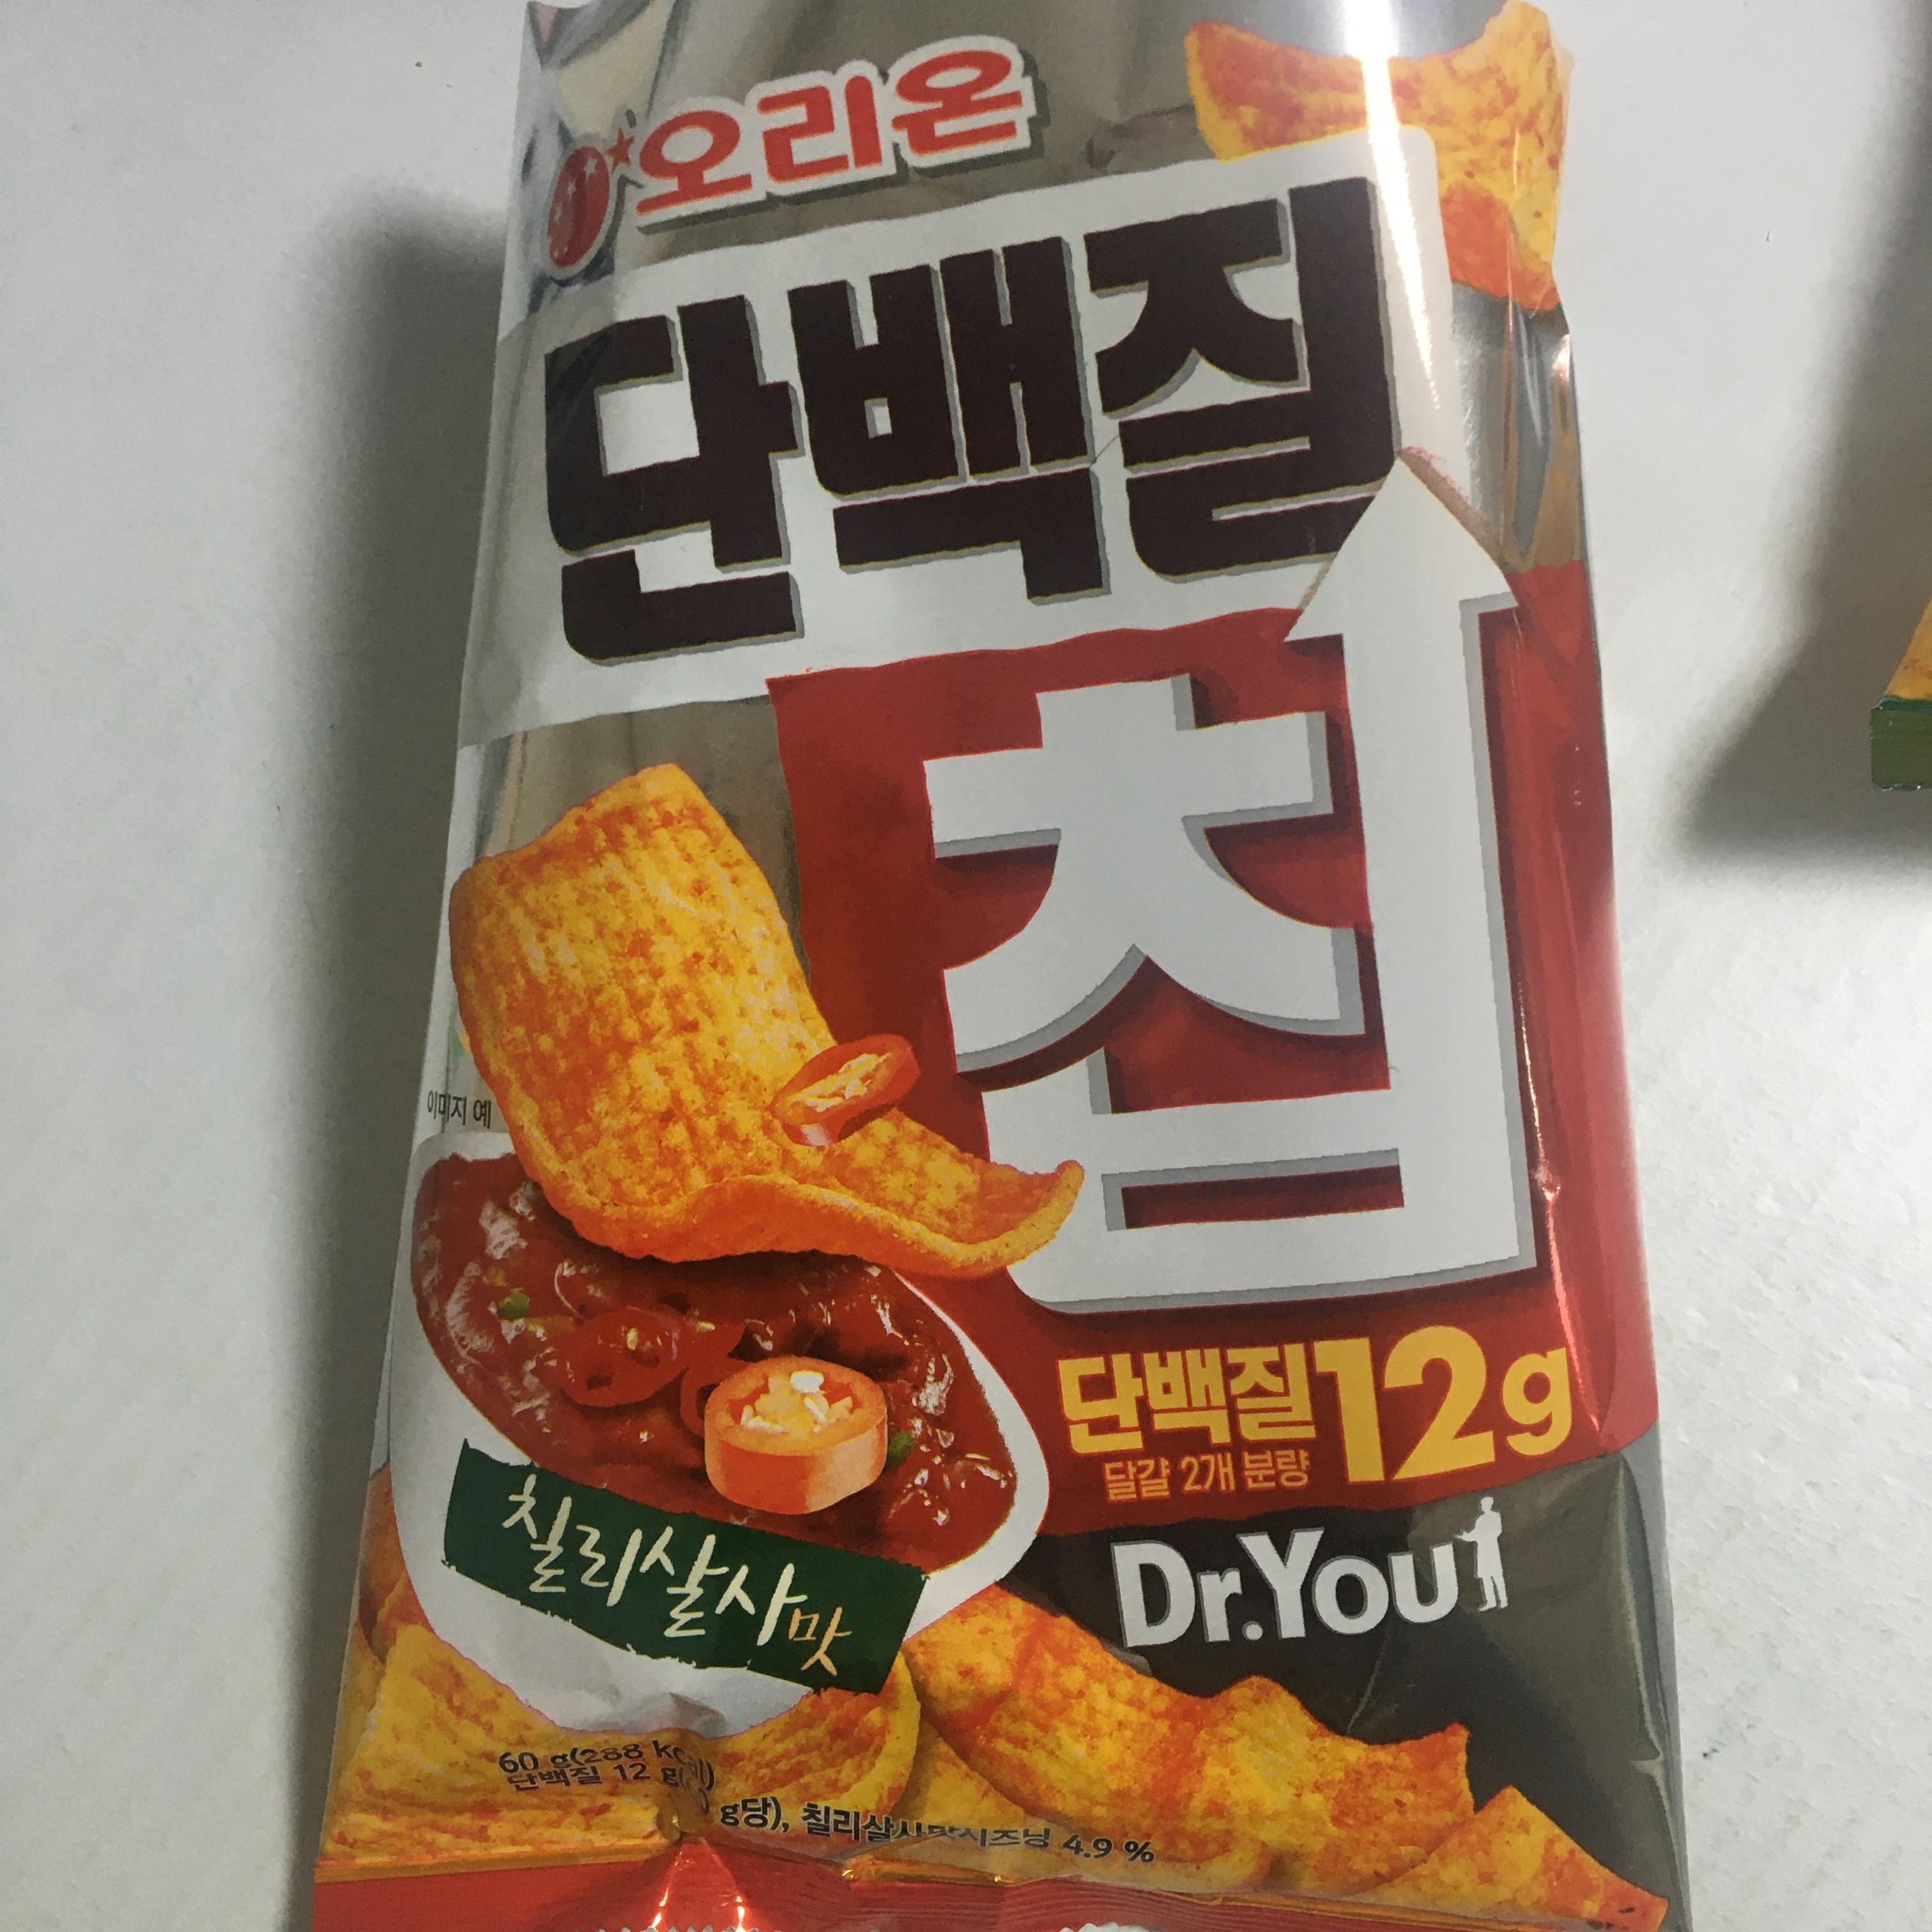 오리온
단백질
칩
이미지 예
단백질 12g
달걀 2개 분량
Dr.You
칠리살사맛
60 g(288
단백질 12
g당), 칠리살사맛시즈닝 4.9 %